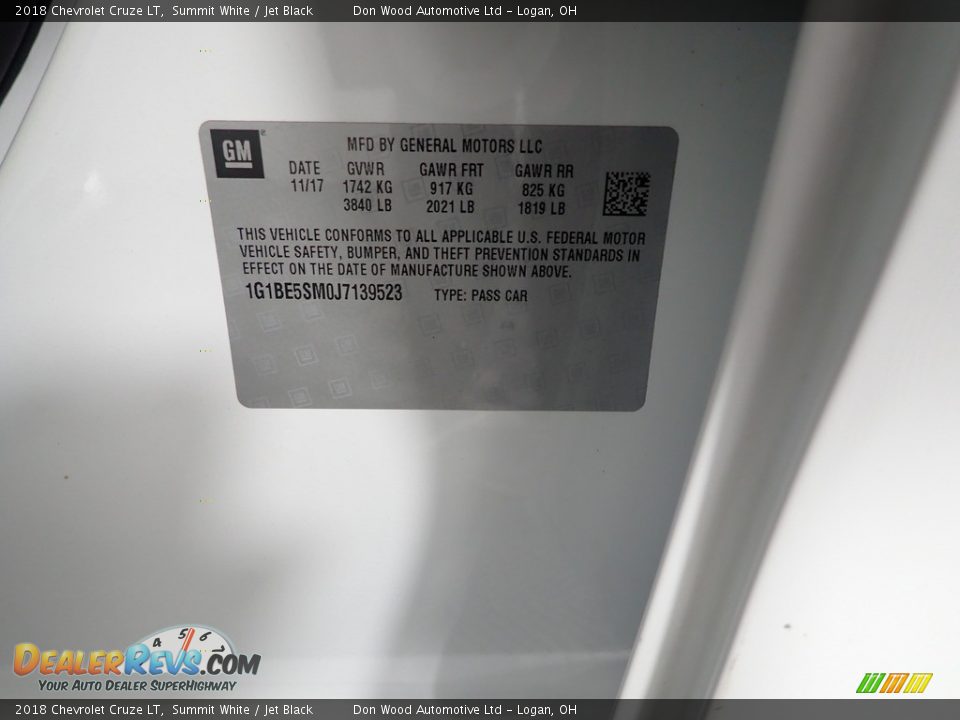 2018 Chevrolet Cruze LT, Summit White / Jet Black Don Wood Automotive Ltd - Logan, OH
GM
MFD BY GENERAL MOTORS LLC
DATE GVWR GAWR FRT GAWR RR
11/17 1742 KG 917 KG 825 KG
3840 LB 2021 LB 1819 LB
THIS VEHICLE CONFORMS TO ALL APPLICABLE U.S. FEDERAL MOTOR
VEHICLE SAFETY, BUMPER, AND THEFT PREVENTION STANDARDS IN
EFFECT ON THE DATE OF MANUFACTURE SHOWN ABOVE.
1G1BE5SM0J7139523 TYPE: PASS CAR
4 5 6 7
DEALERREVS.COM
YOUR AUTO DEALER SUPERHIGHWAY
2018 Chevrolet Cruze LT, Summit White / Jet Black Don Wood Automotive Ltd - Logan, OH